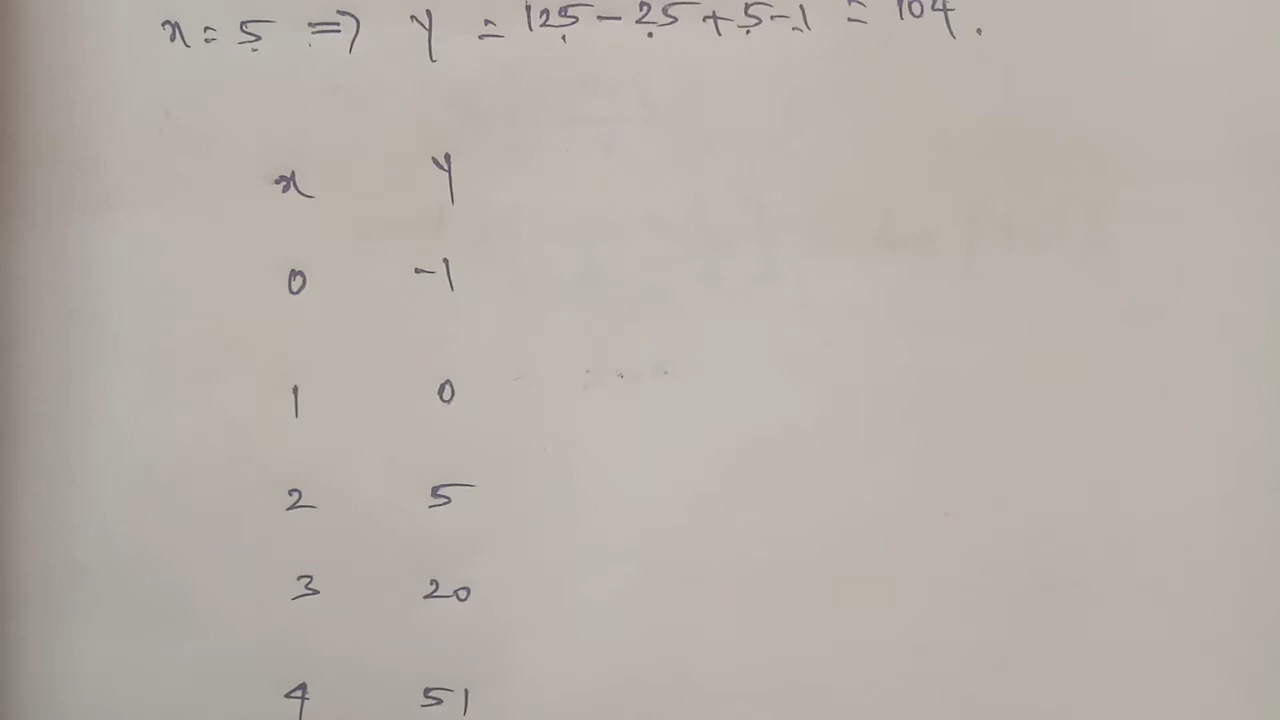 x = 5 ⇒ y = 125 - 25 + 5 - 1 = 104.
x y
0 -1
1 0
2 5
3 20
4 51